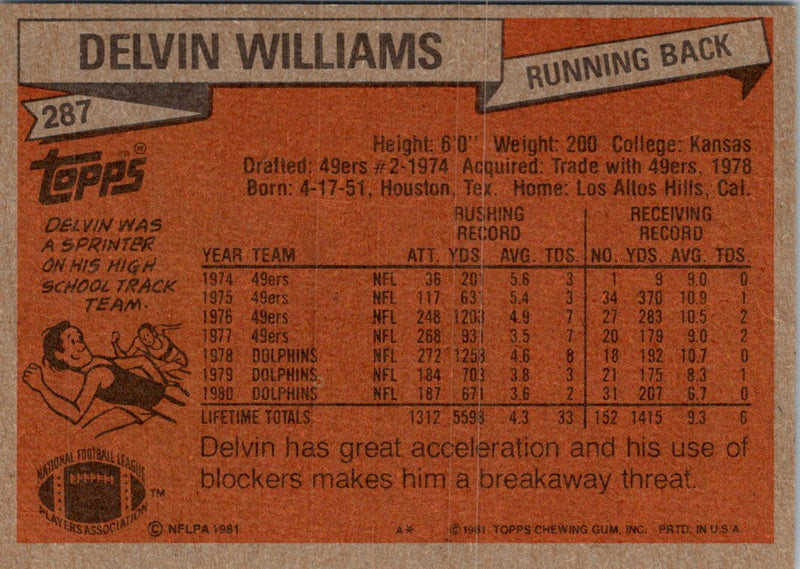 DELVIN WILLIAMS
RUNNING BACK
287
Topps®
Height: 6'0" Weight: 200 College: Kansas
Drafted: 49ers #2-1974 Acquired: Trade with 49ers, 1978
Born: 4-17-51, Houston, Tex. Home: Los Altos Hills, Cal.
DELVIN WAS
A SPRINTER
ON HIS HIGH
SCHOOL TRACK
TEAM.
RUSHING RECEIVING
RECORD RECORD
YEAR TEAM ATT. YDS. AVG. TDS. NO. YDS. AVG. TDS.
1974 49ers NFL 36 201 5.6 3 1 9 9.0 0
1975 49ers NFL 117 631 5.4 3 34 370 10.9 1
1976 49ers NFL 248 1203 4.9 7 27 283 10.5 2
1977 49ers NFL 268 931 3.5 7 20 179 9.0 2
1978 DOLPHINS NFL 272 1258 4.6 8 18 192 10.7 0
1979 DOLPHINS NFL 184 703 3.8 3 21 175 8.3 1
1980 DOLPHINS NFL 187 671 3.6 2 31 207 6.7 0
LIFETIME TOTALS 1312 5598 4.3 33 152 1415 9.3 6
Delvin has great acceleration and his use of
blockers makes him a breakaway threat.
NATIONAL FOOTBALL LEAGUE
PLAYERS ASSOCIATION
TM
© NFLPA 1981 A* © 1981 TOPPS CHEWING GUM, INC. PRTD. IN U.S.A.